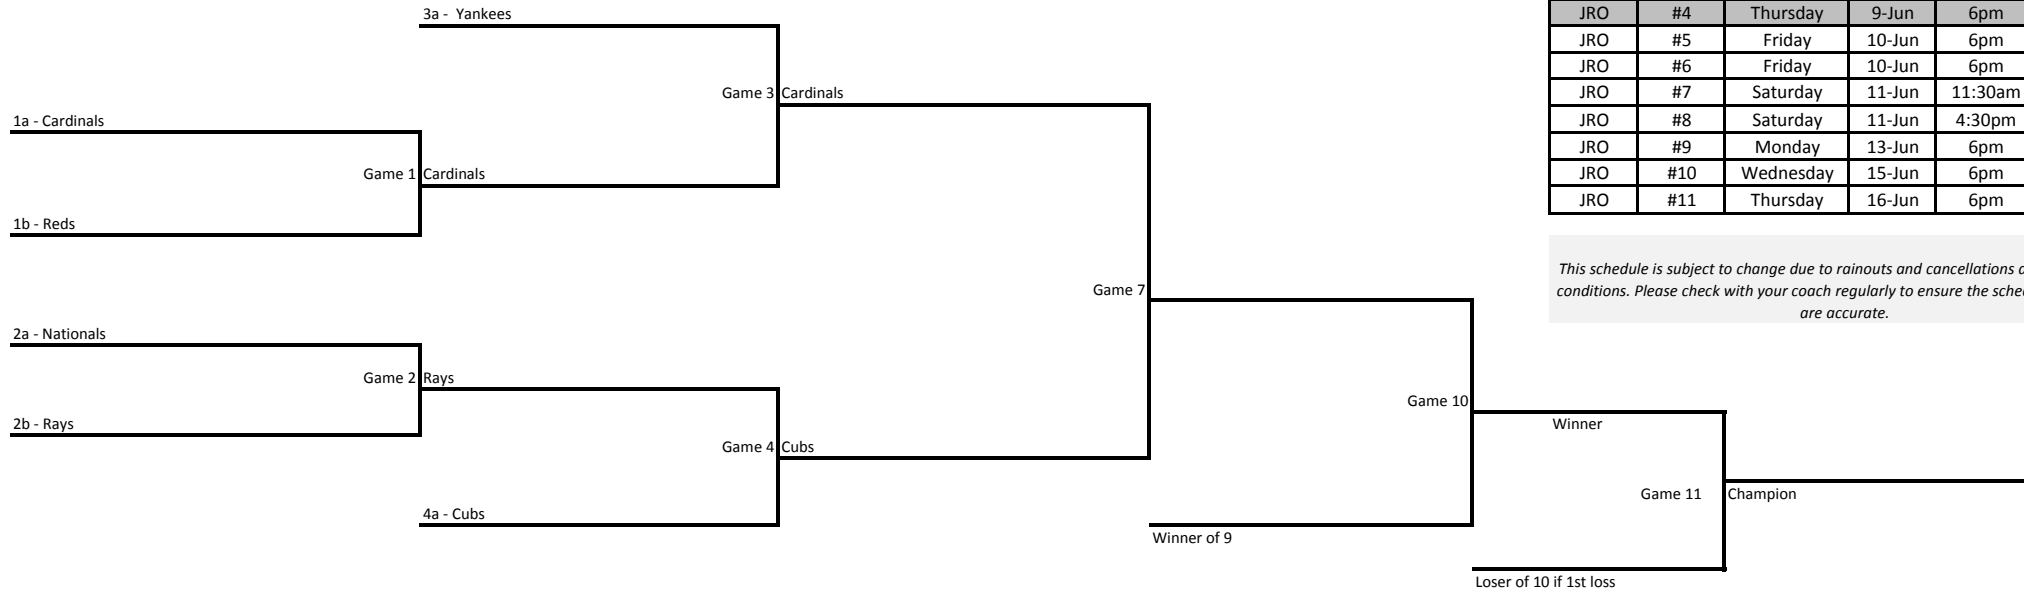 3a -  Yankees
JRO #4 Thursday 9-Jun 6pm
JRO #5 Friday 10-Jun 6pm
JRO #6 Friday 10-Jun 6pm
Game 3 Cardinals
JRO #7 Saturday 11-Jun 11:30am
1a - Cardinals
JRO #8 Saturday 11-Jun 4:30pm
JRO #9 Monday 13-Jun 6pm
Game 1 Cardinals
JRO #10 Wednesday 15-Jun 6pm
JRO #11 Thursday 16-Jun 6pm
1b - Reds
This schedule is subject to change due to rainouts and cancellations
conditions. Please check with your coach regularly to ensure the
are accurate.
Game 7
2a - Nationals
Game 2 Rays
Game 10
2b - Rays
Winner
Game 4 Cubs
Game 11 Champion
4a - Cubs
Winner of 9
Loser of 10 if 1st loss